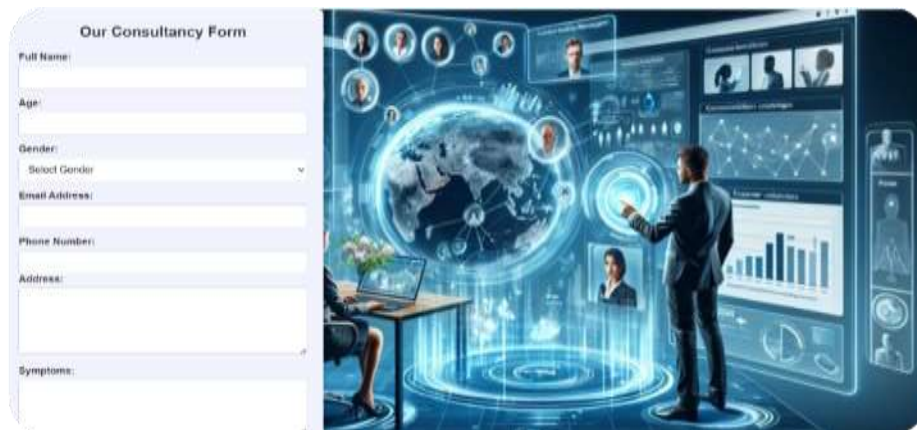 Our Consultancy Form
Full Name:
Age:
Gender:
Select Gender
Email Address:
Phone Number:
Address:
Symptoms: